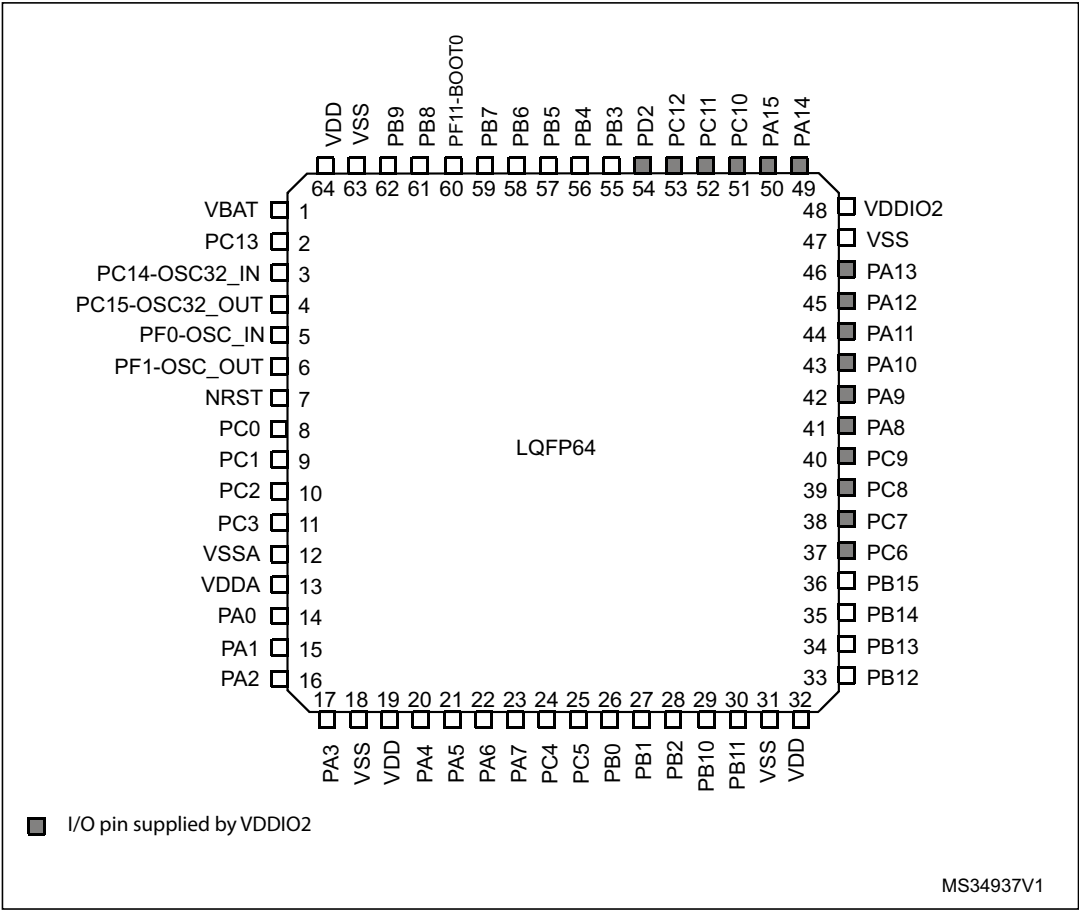 VDD
VSS
PB9
PB8
PF11-BOOT0
PB7
PB6
PB5
PB4
PB3
PD2
PC12
PC11
PC10
PA15
PA14
64 63 62 61 60 59 58 57 56 55 54 53 52 51 50 49
VBAT 1
PC13 2
PC14-OSC32_IN 3
PC15-OSC32_OUT 4
PF0-OSC_IN 5
PF1-OSC_OUT 6
NRST 7
PC0 8
PC1 9
PC2 10
PC3 11
VSSA 12
VDDA 13
PA0 14
PA1 15
PA2 16
LQFP64
48 VDDIO2
47 VSS
46 PA13
45 PA12
44 PA11
43 PA10
42 PA9
41 PA8
40 PC9
39 PC8
38 PC7
37 PC6
36 PB15
35 PB14
34 PB13
33 PB12
17 18 19 20 21 22 23 24 25 26 27 28 29 30 31 32
PA3
VSS
VDD
PA4
PA5
PA6
PA7
PC4
PC5
PB0
PB1
PB2
PB10
PB11
VSS
VDD
I/O pin supplied by VDDIO2
MS34937V1